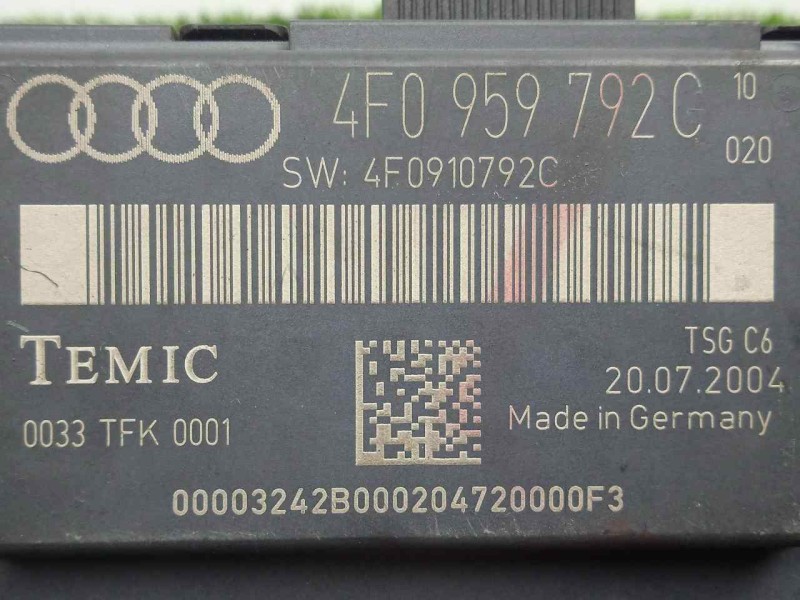 4F0 959 792C 10
020
SW: 4F0910792C
TEMIC
TSG C6
20.07.2004
0033 TFK 0001
Made in Germany
00003242B000204720000F3